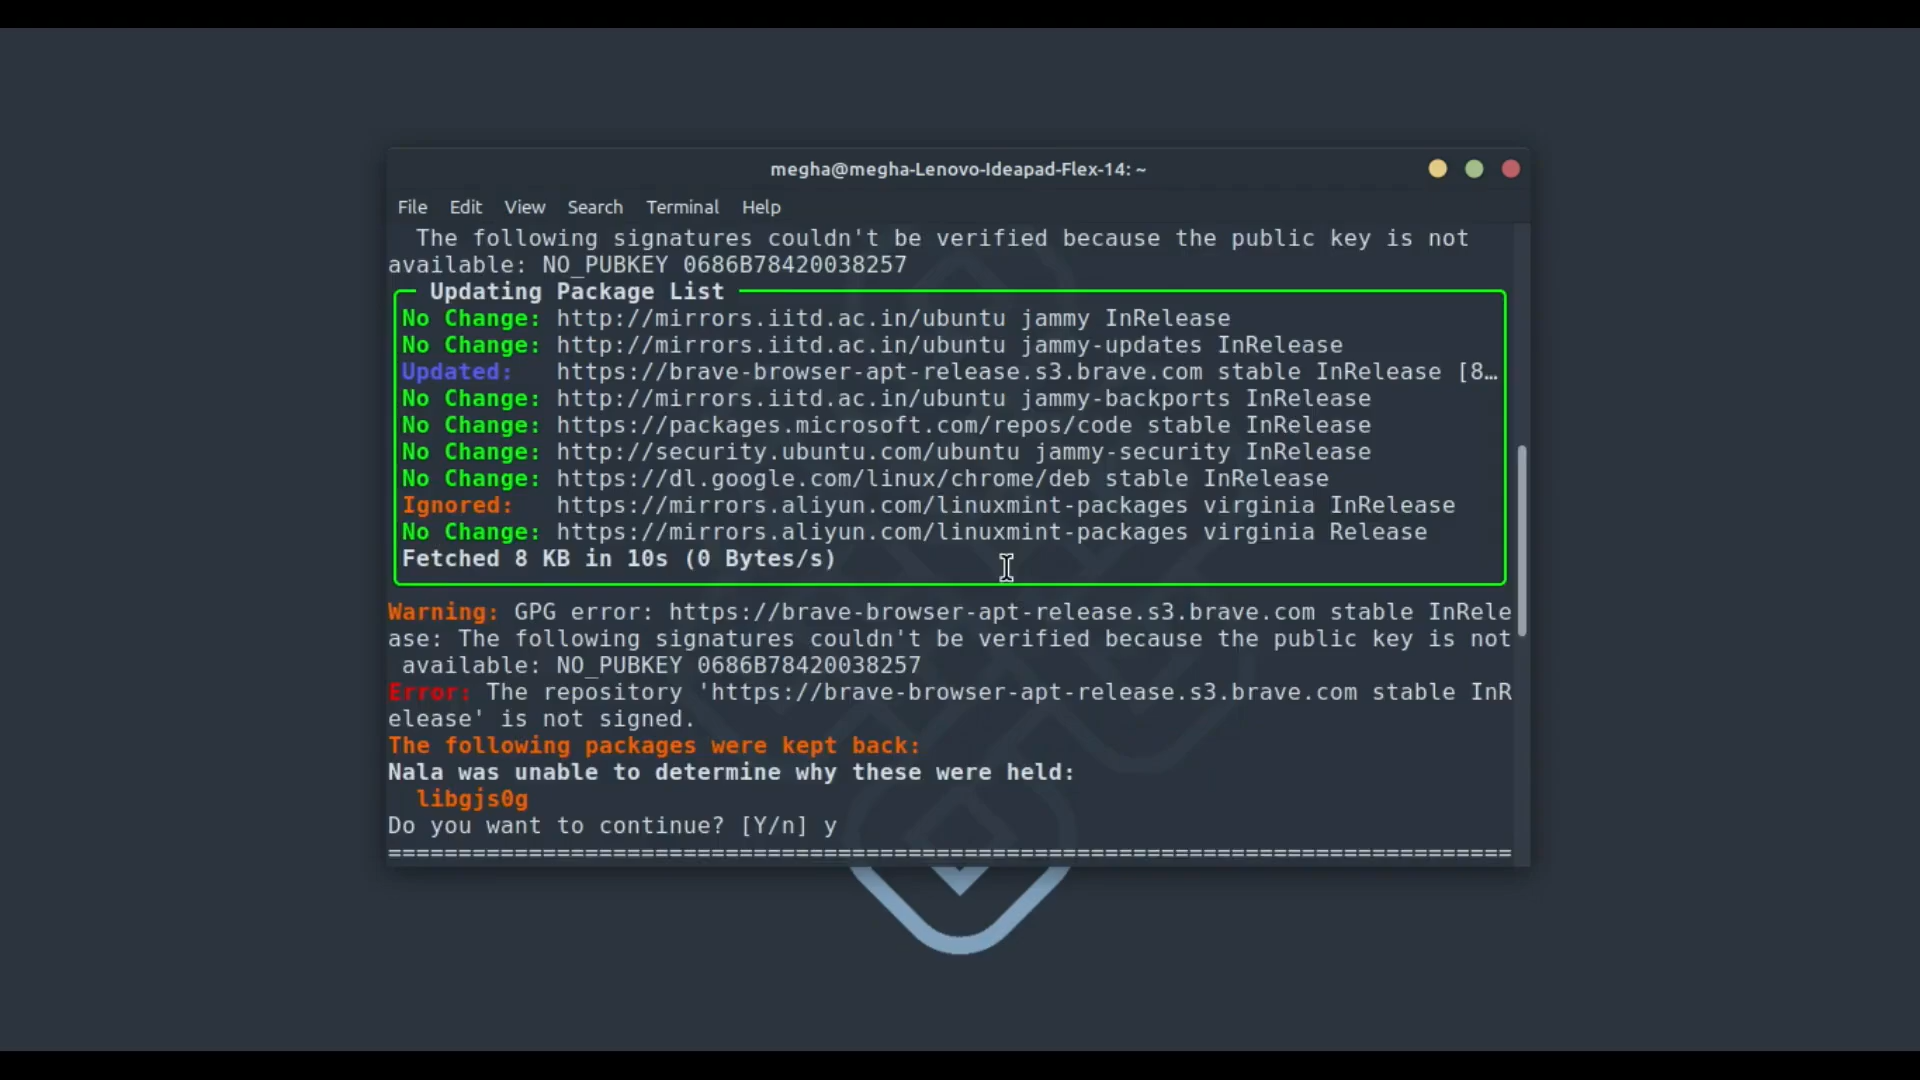 megha@megha-Lenovo-Ideapad-Flex-14: ~
File Edit View Search Terminal Help
The following signatures couldn't be verified because the public key is not
available: NO_PUBKEY 0686B78420038257
Updating Package List
No Change: http://mirrors.iitd.ac.in/ubuntu jammy InRelease
No Change: http://mirrors.iitd.ac.in/ubuntu jammy-updates InRelease
Updated: https://brave-browser-apt-release.s3.brave.com stable InRelease [8…
No Change: http://mirrors.iitd.ac.in/ubuntu jammy-backports InRelease
No Change: https://packages.microsoft.com/repos/code stable InRelease
No Change: http://security.ubuntu.com/ubuntu jammy-security InRelease
No Change: https://dl.google.com/linux/chrome/deb stable InRelease
Ignored: https://mirrors.aliyun.com/linuxmint-packages virginia InRelease
No Change: https://mirrors.aliyun.com/linuxmint-packages virginia Release
Fetched 8 KB in 10s (0 Bytes/s)
Warning: GPG error: https://brave-browser-apt-release.s3.brave.com stable InRele
ase: The following signatures couldn't be verified because the public key is not
available: NO_PUBKEY 0686B78420038257
Error: The repository 'https://brave-browser-apt-release.s3.brave.com stable InR
elease' is not signed.
The following packages were kept back:
Nala was unable to determine why these were held:
libgjs0g
Do you want to continue? [Y/n] y
================================================================================